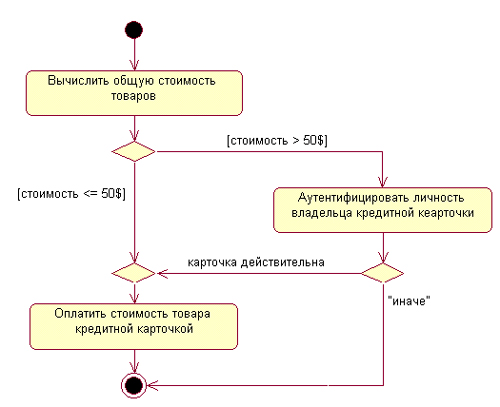 Вычислить общую стоимость
товаров
[стоимость > 50$]
[стоимость <= 50$]
Аутентифицировать личность
владельца кредитной кеарточки
карточка действительна
"иначе"
Оплатить стоимость товара
кредитной карточкой